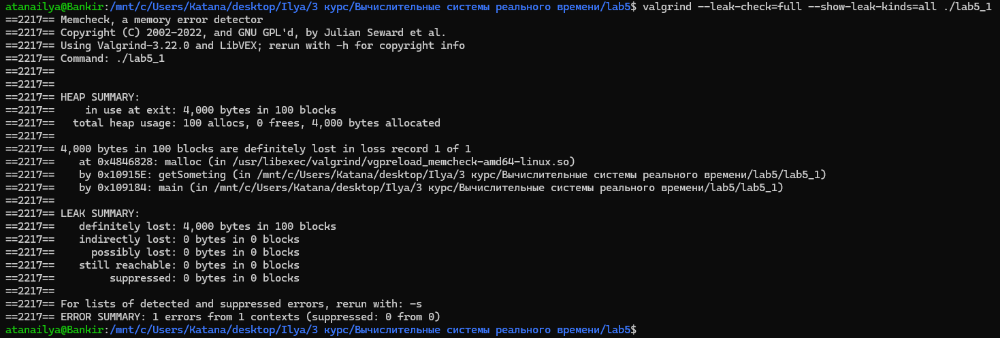 atanailya@Bankir:/mnt/c/Users/Katana/desktop/Ilya/3 курс/Вычислительные системы реального времени/lab5$ valgrind --leak-check=full --show-leak-kinds=all ./lab5_1
==2217== Memcheck, a memory error detector
==2217== Copyright (C) 2002-2022, and GNU GPL'd, by Julian Seward et al.
==2217== Using Valgrind-3.22.0 and LibVEX; rerun with -h for copyright info
==2217== Command: ./lab5_1
==2217==
==2217==
==2217== HEAP SUMMARY:
==2217==     in use at exit: 4,000 bytes in 100 blocks
==2217==   total heap usage: 100 allocs, 0 frees, 4,000 bytes allocated
==2217==
==2217== 4,000 bytes in 100 blocks are definitely lost in loss record 1 of 1
==2217==    at 0x4846828: malloc (in /usr/libexec/valgrind/vgpreload_memcheck-amd64-linux.so)
==2217==    by 0x10915E: getSometing (in /mnt/c/Users/Katana/desktop/Ilya/3 курс/Вычислительные системы реального времени/lab5/lab5_1)
==2217==    by 0x109184: main (in /mnt/c/Users/Katana/desktop/Ilya/3 курс/Вычислительные системы реального времени/lab5/lab5_1)
==2217==
==2217== LEAK SUMMARY:
==2217==    definitely lost: 4,000 bytes in 100 blocks
==2217==    indirectly lost: 0 bytes in 0 blocks
==2217==      possibly lost: 0 bytes in 0 blocks
==2217==    still reachable: 0 bytes in 0 blocks
==2217==         suppressed: 0 bytes in 0 blocks
==2217==
==2217== For lists of detected and suppressed errors, rerun with: -s
==2217== ERROR SUMMARY: 1 errors from 1 contexts (suppressed: 0 from 0)
atanailya@Bankir:/mnt/c/Users/Katana/desktop/Ilya/3 курс/Вычислительные системы реального времени/lab5$